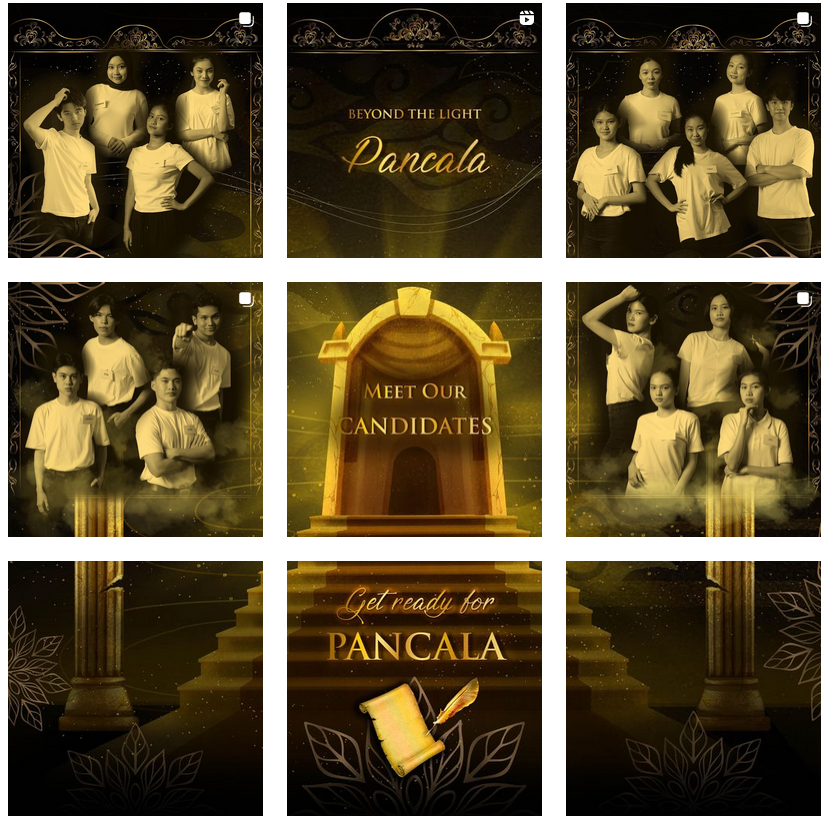 BEYOND THE LIGHT
Pancala
MEET OUR
CANDIDATES
Get ready for
PANCALA